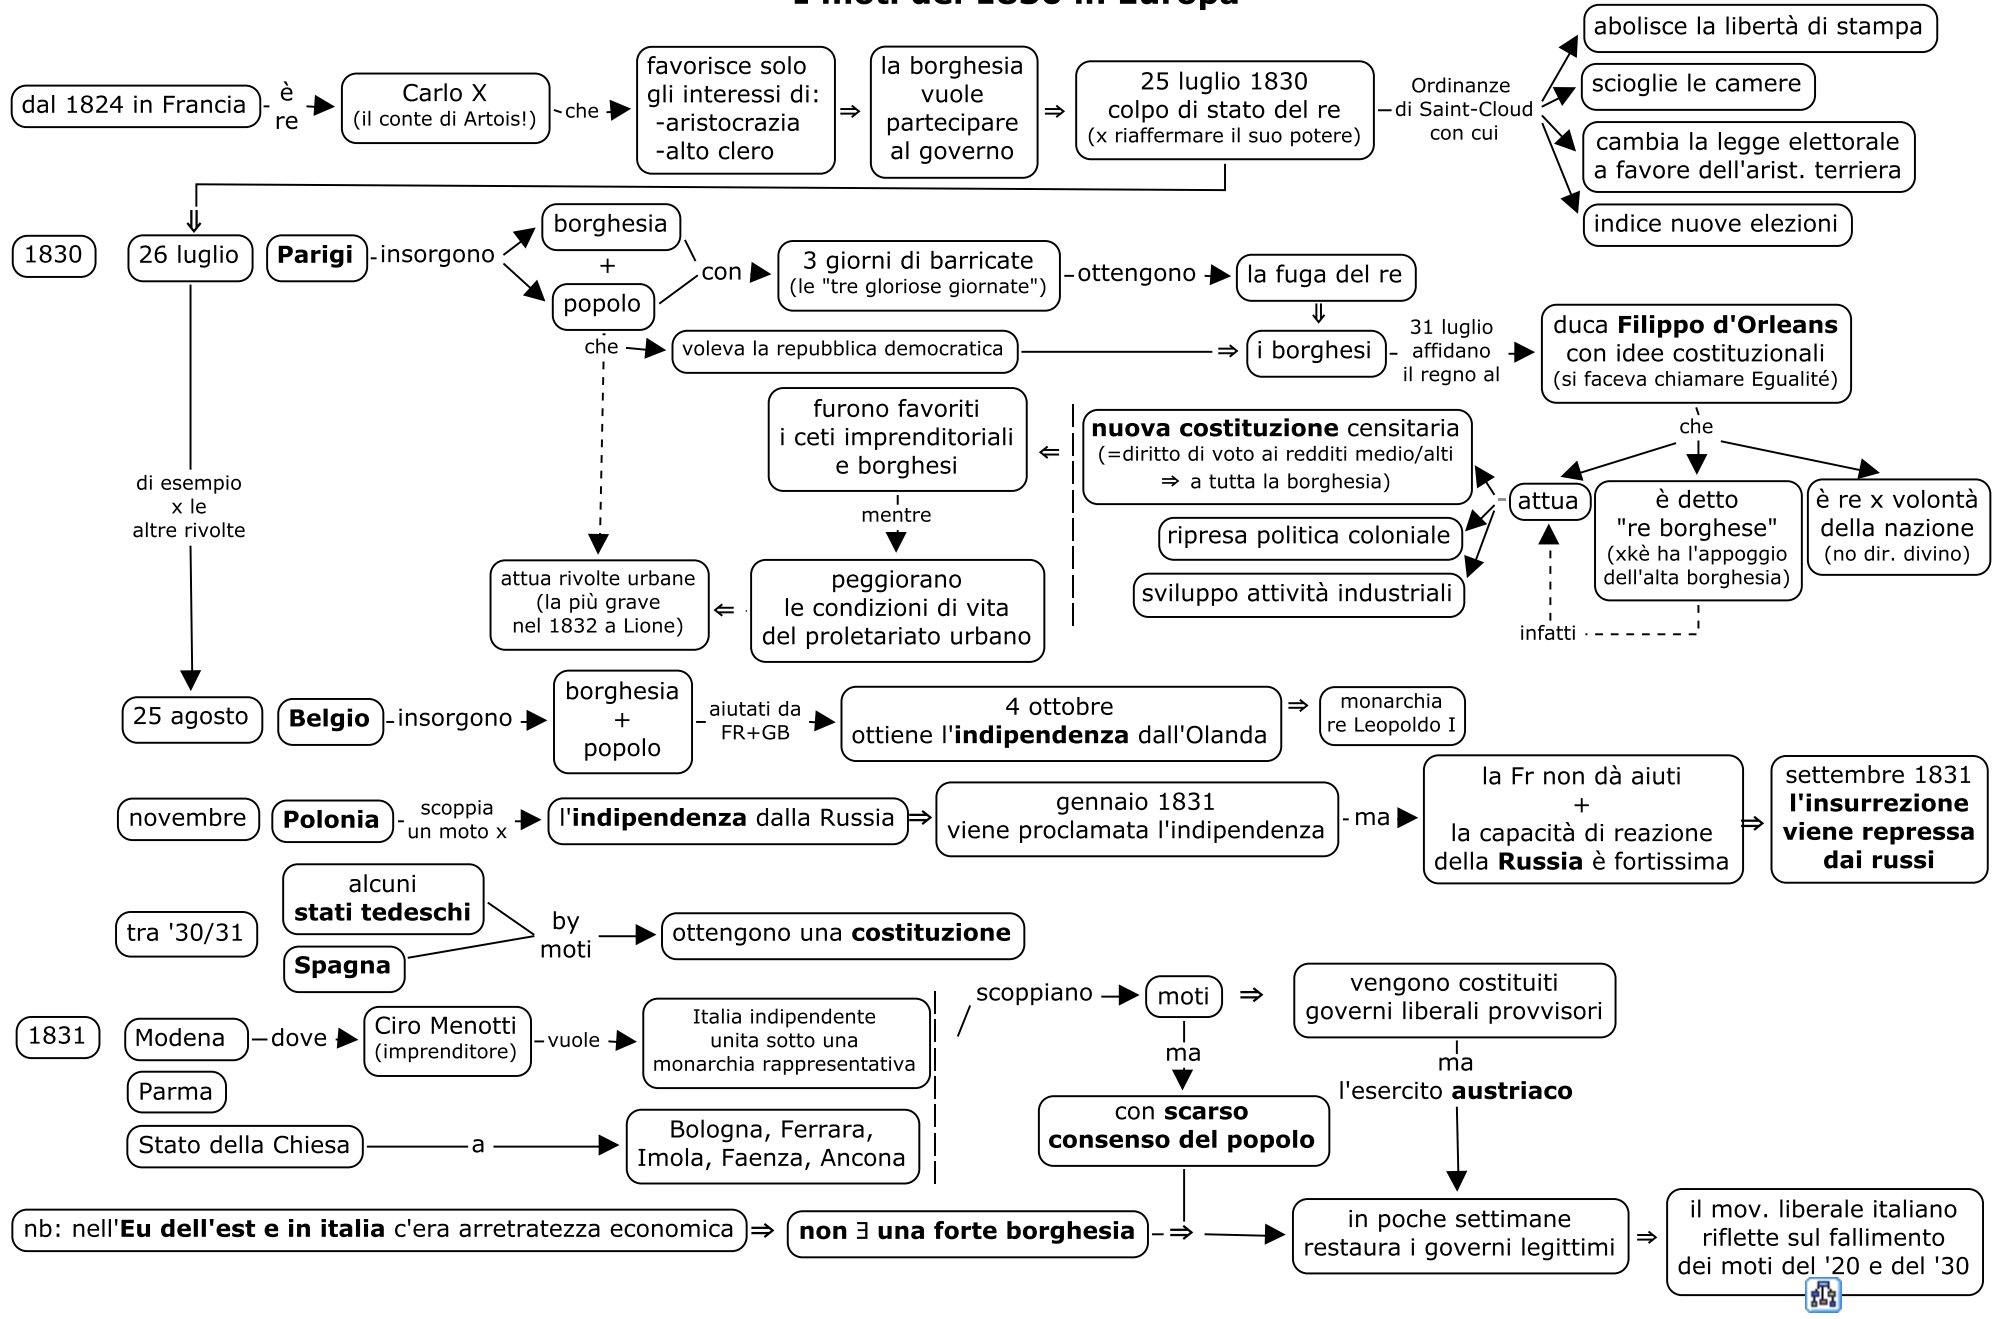 I moti del 1830 in Europa
dal 1824 in Francia
è
re
Carlo X
(il conte di Artois!)
che
favorisce solo
gli interessi di:
-aristocrazia
-alto clero
⇒
la borghesia
vuole
partecipare
al governo
⇒
25 luglio 1830
colpo di stato del re
(x riaffermare il suo potere)
Ordinanze
di Saint-Cloud
con cui
abolisce la libertà di stampa
scioglie le camere
cambia la legge elettorale
a favore dell'arist. terriera
indice nuove elezioni
⇓
1830
26 luglio
Parigi
insorgono
borghesia
+
popolo
con
3 giorni di barricate
(le "tre gloriose giornate")
ottengono
la fuga del re
⇓
che
voleva la repubblica democratica
⇒
i borghesi
31 luglio
affidano
il regno al
duca Filippo d'Orleans
con idee costituzionali
(si faceva chiamare Egualité)
che
attua
è detto
"re borghese"
(xkè ha l'appoggio
dell'alta borghesia)
è re x volontà
della nazione
(no dir. divino)
infatti
nuova costituzione censitaria
(=diritto di voto ai redditi medio/alti
⇒ a tutta la borghesia)
ripresa politica coloniale
sviluppo attività industriali
⇐
furono favoriti
i ceti imprenditoriali
e borghesi
mentre
peggiorano
le condizioni di vita
del proletariato urbano
⇐
attua rivolte urbane
(la più grave
nel 1832 a Lione)
di esempio
x le
altre rivolte
25 agosto
Belgio
insorgono
borghesia
+
popolo
aiutati da
FR+GB
4 ottobre
ottiene l'indipendenza dall'Olanda
⇒
monarchia
re Leopoldo I
novembre
Polonia
scoppia
un moto x
l'indipendenza dalla Russia
⇒
gennaio 1831
viene proclamata l'indipendenza
ma
la Fr non dà aiuti
+
la capacità di reazione
della Russia è fortissima
⇒
settembre 1831
l'insurrezione
viene repressa
dai russi
tra '30/31
alcuni
stati tedeschi
Spagna
by
moti
ottengono una costituzione
1831
Modena
dove
Ciro Menotti
(imprenditore)
vuole
Italia indipendente
unita sotto una
monarchia rappresentativa
Parma
Stato della Chiesa
a
Bologna, Ferrara,
Imola, Faenza, Ancona
scoppiano
moti
⇒
vengono costituiti
governi liberali provvisori
ma
con scarso
consenso del popolo
ma
l'esercito austriaco
nb: nell'Eu dell'est e in italia c'era arretratezza economica
⇒
non ∃ una forte borghesia
⇒
in poche settimane
restaura i governi legittimi
⇒
il mov. liberale italiano
riflette sul fallimento
dei moti del '20 e del '30